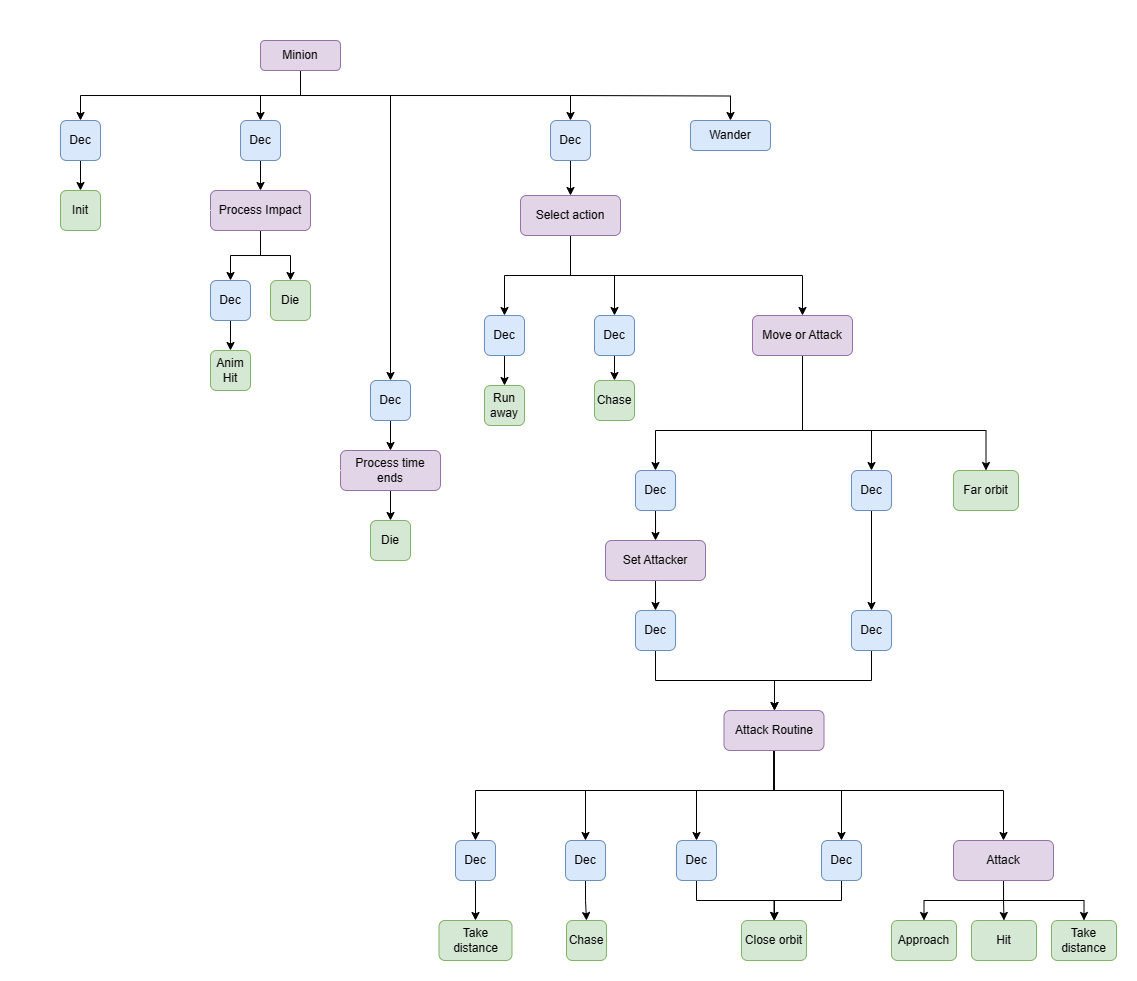 Minion
Dec
Dec
Dec
Wander
Init
Process Impact
Select action
Dec
Die
Dec
Dec
Move or Attack
Anim
Hit
Dec
Run
away
Chase
Process time
ends
Dec
Dec
Far orbit
Die
Set Attacker
Dec
Dec
Attack Routine
Dec
Dec
Dec
Dec
Attack
Take
distance
Chase
Close orbit
Approach
Hit
Take
distance